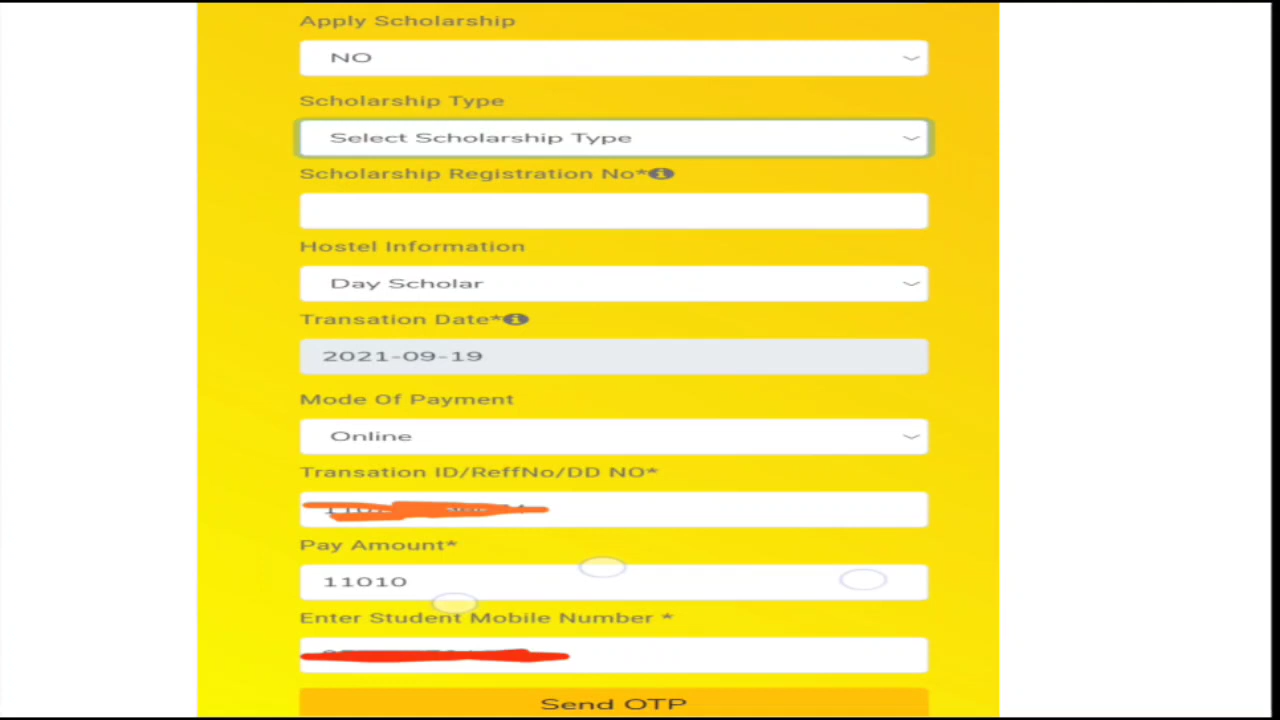 Apply Scholarship
NO
Scholarship Type
Select Scholarship Type
Scholarship Registration No*
Hostel Information
Day Scholar
Transation Date*
2021-09-19
Mode Of Payment
Online
Transation ID/ReffNo/DD NO*
Pay Amount*
11010
Enter Student Mobile Number *
Send OTP